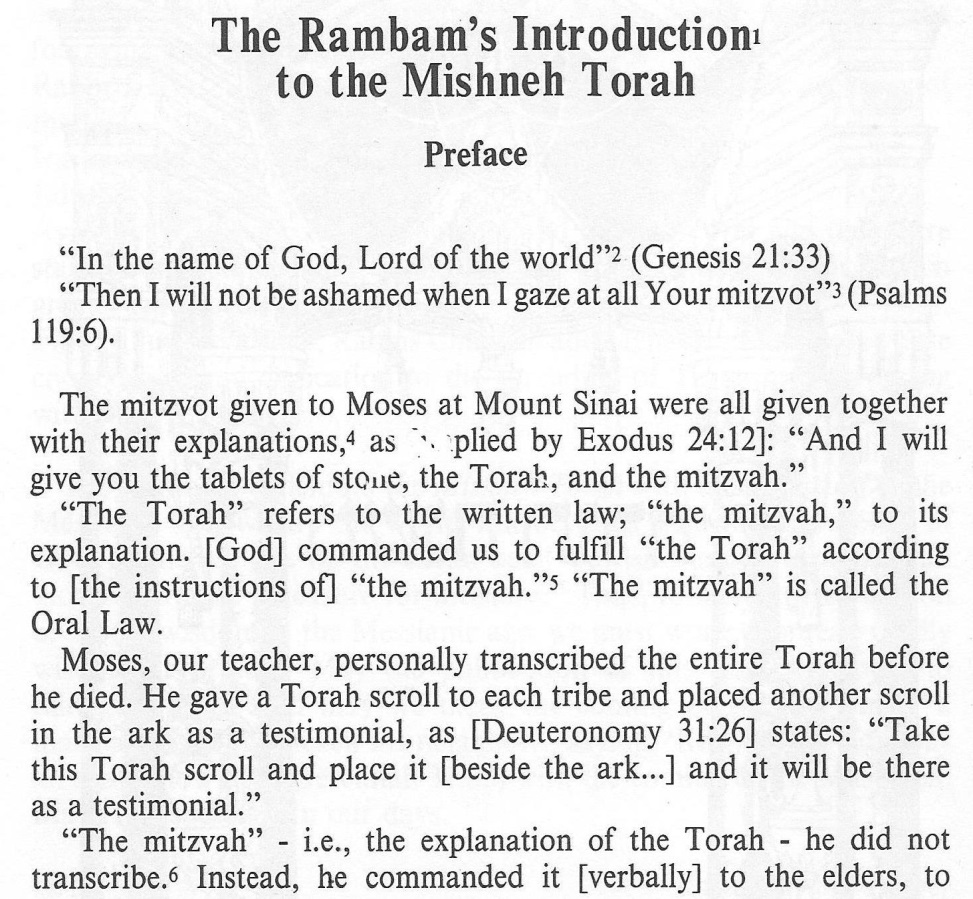 The Rambam's Introduction1
to the Mishneh Torah
Preface
“In the name of God, Lord of the world”2 (Genesis 21:33)
“Then I will not be ashamed when I gaze at all Your mitzvot”3 (Psalms
119:6).
The mitzvot given to Moses at Mount Sinai were all given together
with their explanations,4 as plied by Exodus 24:12]: “And I will
give you the tablets of stone, the Torah, and the mitzvah.”
“The Torah” refers to the written law; “the mitzvah,” to its
explanation. [God] commanded us to fulfill “the Torah” according
to [the instructions of] “the mitzvah.”5 “The mitzvah” is called the
Oral Law.
Moses, our teacher, personally transcribed the entire Torah before
he died. He gave a Torah scroll to each tribe and placed another scroll
in the ark as a testimonial, as [Deuteronomy 31:26] states: “Take
this Torah scroll and place it [beside the ark...] and it will be there
as a testimonial.”
“The mitzvah” - i.e., the explanation of the Torah - he did not
transcribe.6 Instead, he commanded it [verbally] to the elders, to